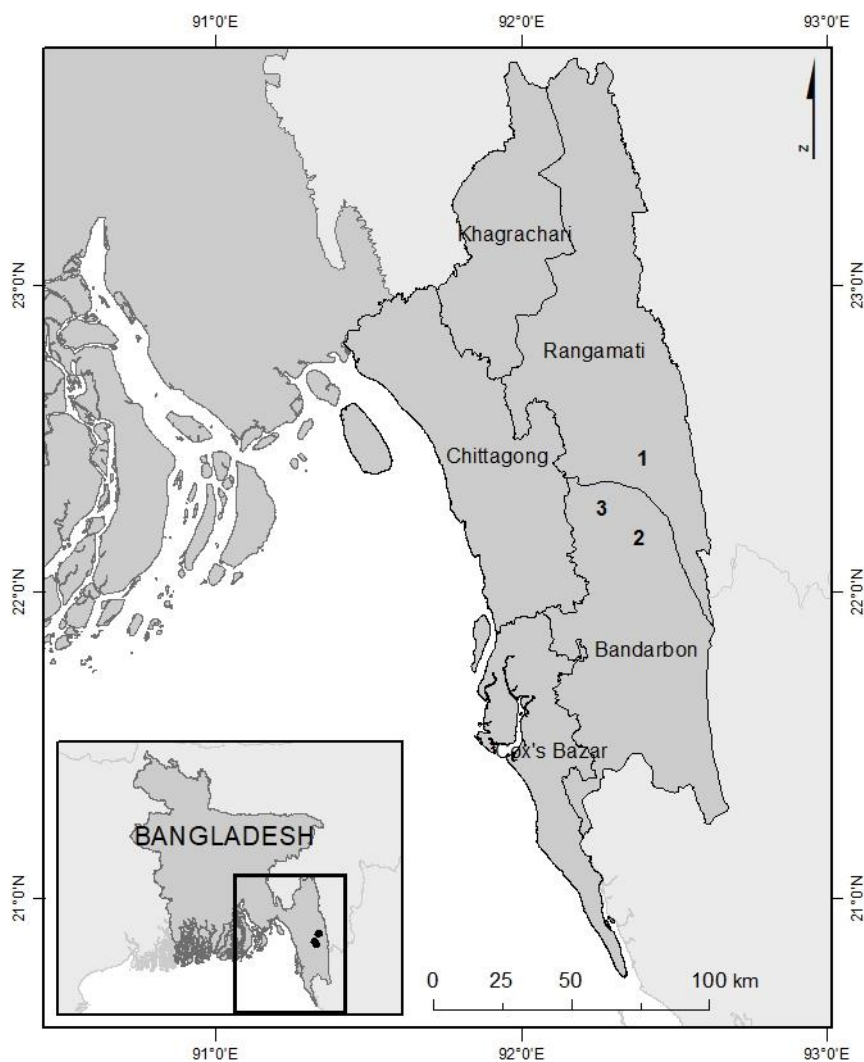 91°0'E 92°0'E 93°0'E
z
Khagrachari
23°0'N 23°0'N
Rangamati
Chittagong
1
3
2
22°0'N 22°0'N
Bandarbon
Cox's Bazar
BANGLADESH
21°0'N 21°0'N
0 25 50 100 km
91°0'E 92°0'E 93°0'E